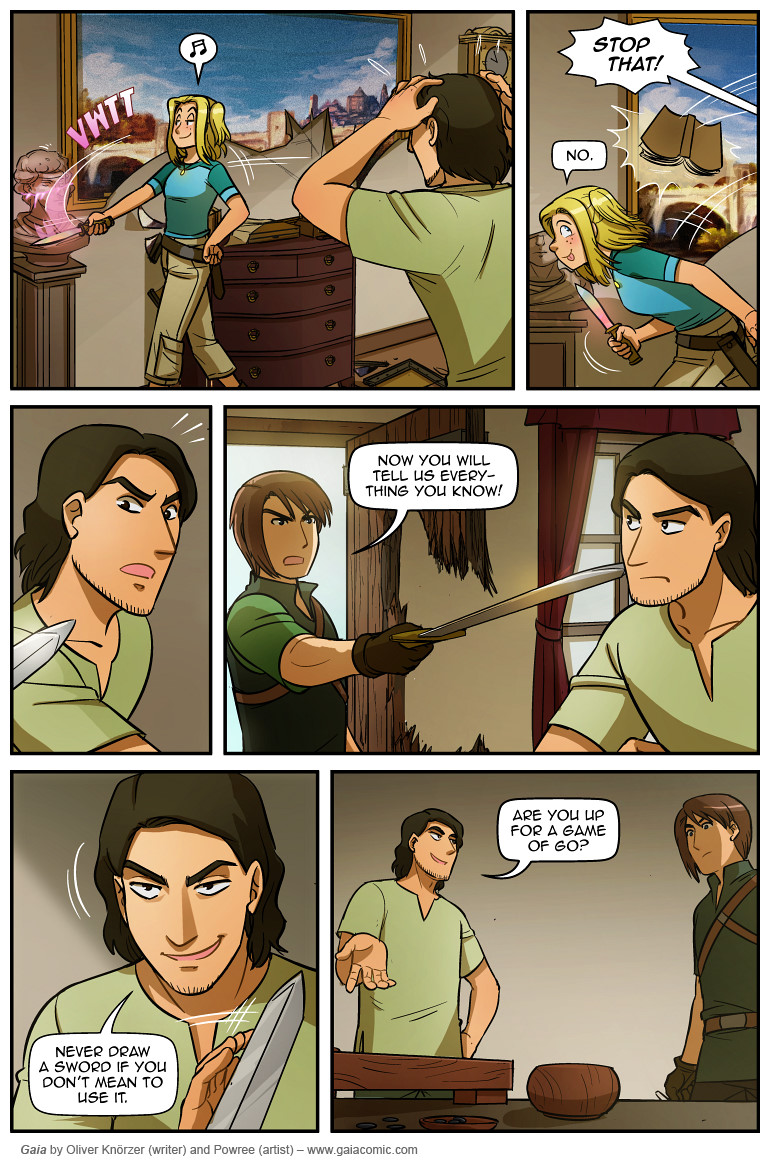 VWTT
♫
STOP
THAT!
NO.
NOW YOU WILL
TELL US EVERY-
THING YOU KNOW!
NEVER DRAW
A SWORD IF YOU
DON'T MEAN TO
USE IT.
ARE YOU UP
FOR A GAME
OF GO?
Gaia by Oliver Knörzer (writer) and Powree (artist) – www.gaiacomic.com